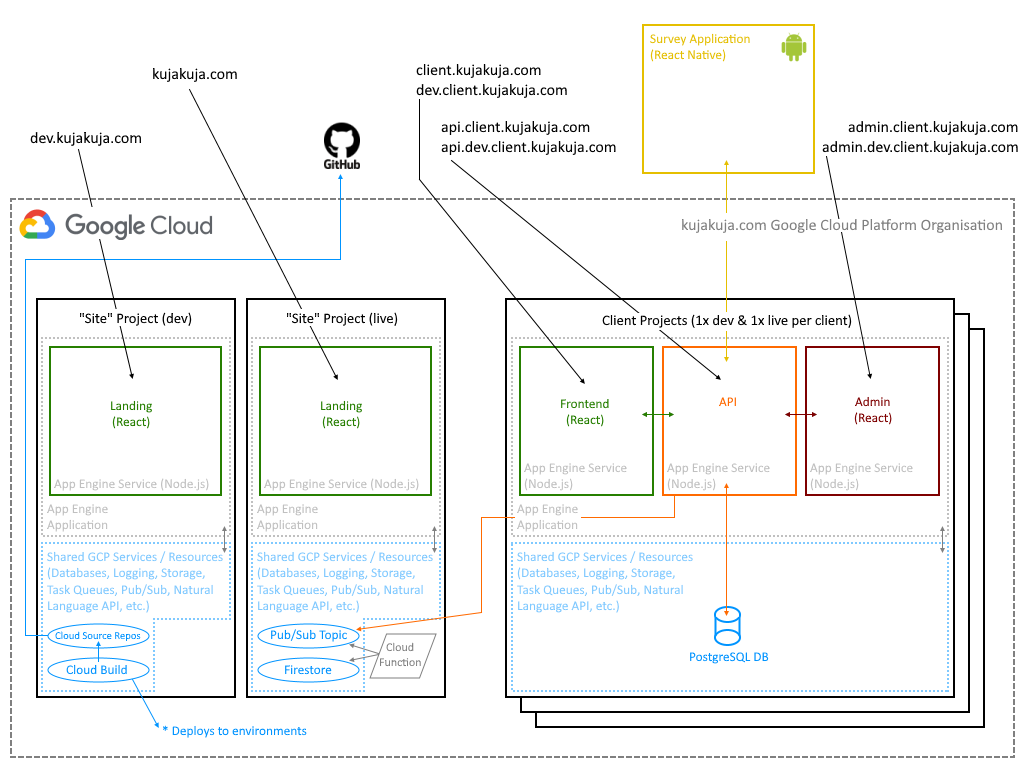 Survey Application
(React Native)
kujakuja.com
client.kujakuja.com
dev.client.kujakuja.com
dev.kujakuja.com
GitHub
api.client.kujakuja.com
api.dev.client.kujakuja.com
admin.client.kujakuja.com
admin.dev.client.kujakuja.com
Google Cloud
kujakuja.com Google Cloud Platform Organisation
"Site" Project (dev)
Landing
(React)
App Engine Service (Node.js)
App Engine
Application
Shared GCP Services / Resources
(Databases, Logging, Storage,
Task Queues, Pub/Sub, Natural
Language API, etc.)
Cloud Source Repos
Cloud Build
* Deploys to environments
"Site" Project (live)
Landing
(React)
App Engine Service (Node.js)
App Engine
Application
Shared GCP Services / Resources
(Databases, Logging, Storage,
Task Queues, Pub/Sub, Natural
Language API, etc.)
Pub/Sub Topic
Firestore
Cloud
Function
Client Projects (1x dev & 1x live per client)
Frontend
(React)
App Engine Service
(Node.js)
API
App Engine Service
(Node.js)
Admin
(React)
App Engine Service
(Node.js)
App Engine
Application
Shared GCP Services / Resources
(Databases, Logging, Storage,
Task Queues, Pub/Sub, Natural
Language API, etc.)
PostgreSQL DB